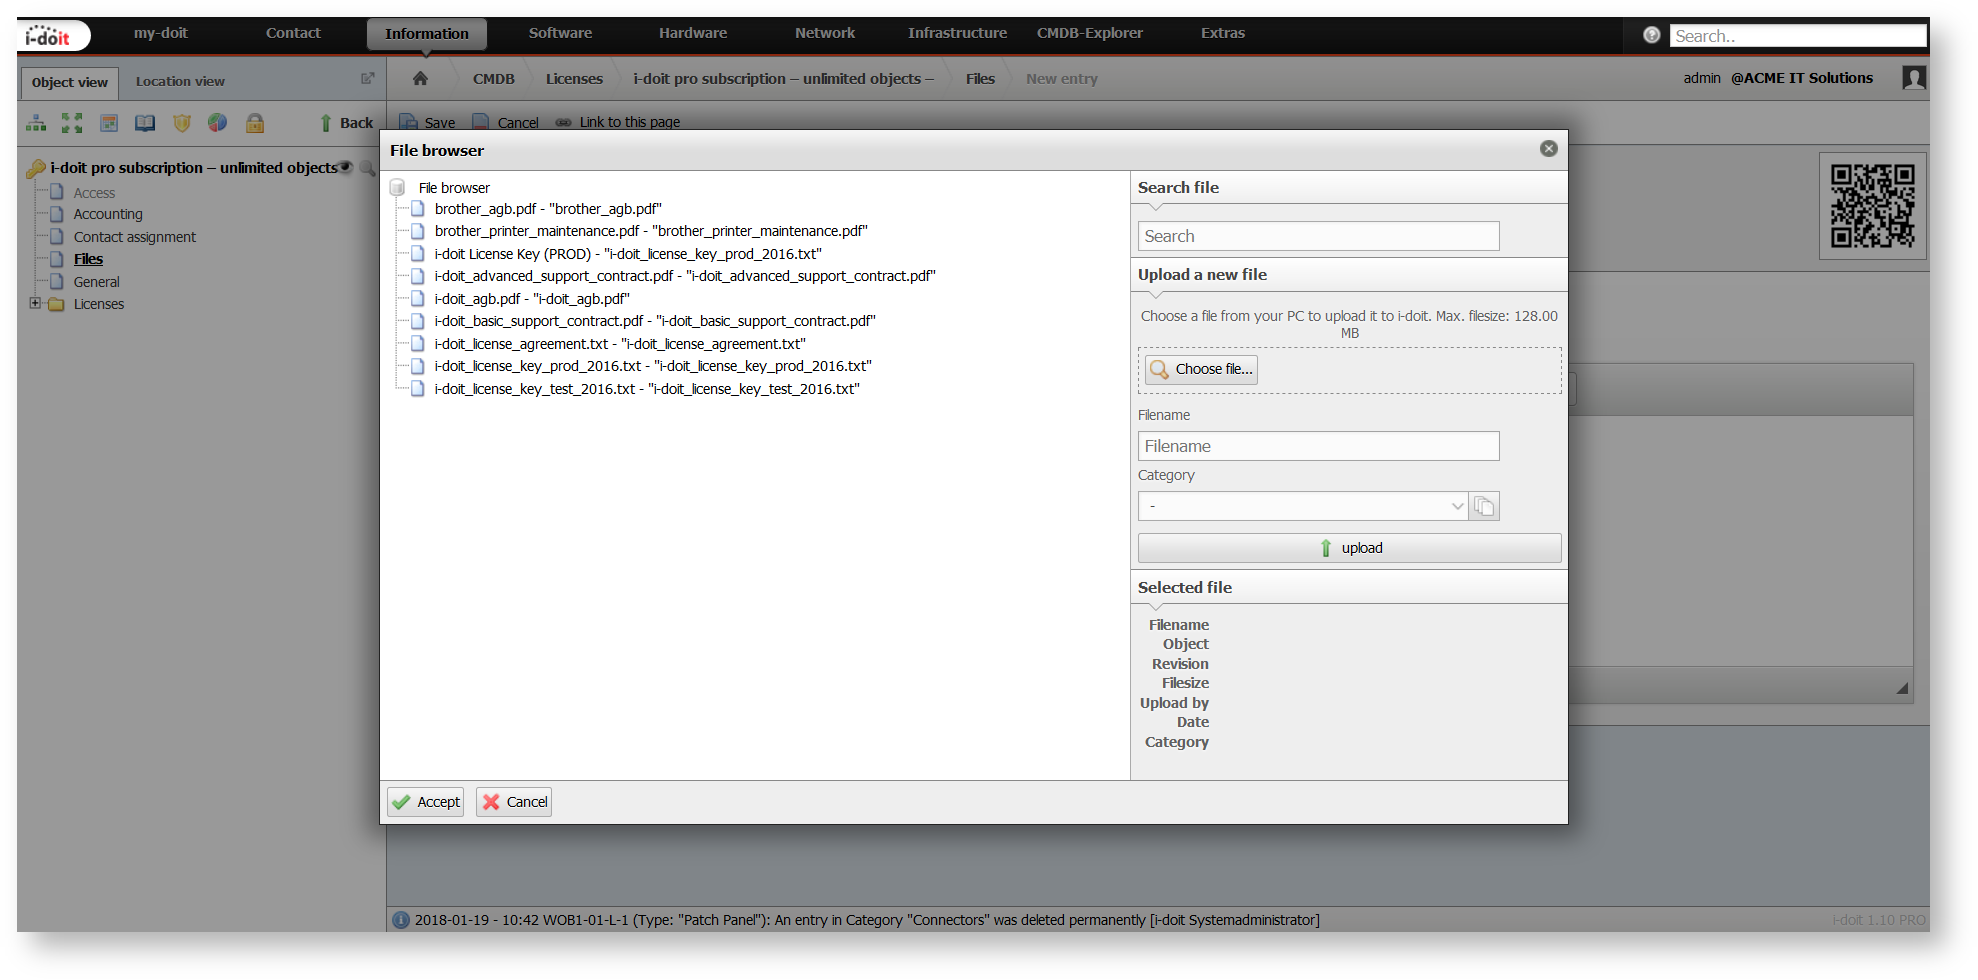 i-doit
my-doit
Contact
Information
Software
Hardware
Network
Infrastructure
CMDB-Explorer
Extras
Search..
Object view
Location view
CMDB
Licenses
i-doit pro subscription – unlimited objects –
Files
New entry
admin @ACME IT Solutions
Back
Save
Cancel
Link to this page
i-doit pro subscription – unlimited objects
Access
Accounting
Contact assignment
Files
General
Licenses
File browser
File browser
brother_agb.pdf - "brother_agb.pdf"
brother_printer_maintenance.pdf - "brother_printer_maintenance.pdf"
i-doit License Key (PROD) - "i-doit_license_key_prod_2016.txt"
i-doit_advanced_support_contract.pdf - "i-doit_advanced_support_contract.pdf"
i-doit_agb.pdf - "i-doit_agb.pdf"
i-doit_basic_support_contract.pdf - "i-doit_basic_support_contract.pdf"
i-doit_license_agreement.txt - "i-doit_license_agreement.txt"
i-doit_license_key_prod_2016.txt - "i-doit_license_key_prod_2016.txt"
i-doit_license_key_test_2016.txt - "i-doit_license_key_test_2016.txt"
Search file
Search
Upload a new file
Choose a file from your PC to upload it to i-doit. Max. filesize: 128.00
MB
Choose file...
Filename
Filename
Category
-
upload
Selected file
Filename
Object
Revision
Filesize
Upload by
Date
Category
Accept
Cancel
2018-01-19 - 10:42 WOB1-01-L-1 (Type: "Patch Panel"): An entry in Category "Connectors" was deleted permanently [i-doit Systemadministrator]
i-doit 1.10 PRO